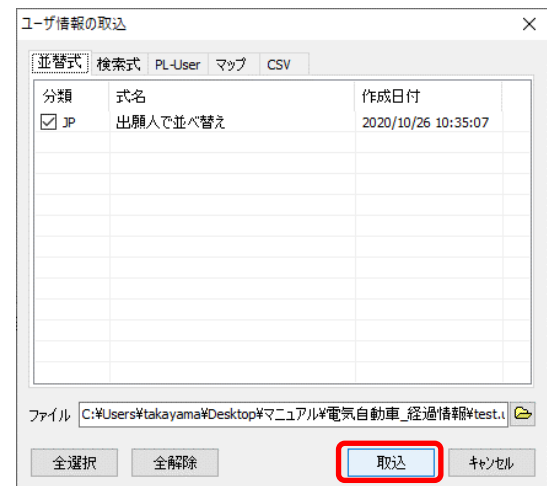 ユーザ情報の取込
並替式 検索式 PL-User マップ CSV
分類 式名 作成日付
JP 出願人で並べ替え 2020/10/26 10:35:07
ファイル C:¥Users¥takayama¥Desktop¥マニュアル¥電気自動車_経過情報¥test.u
全選択 全解除 取込 キャンセル